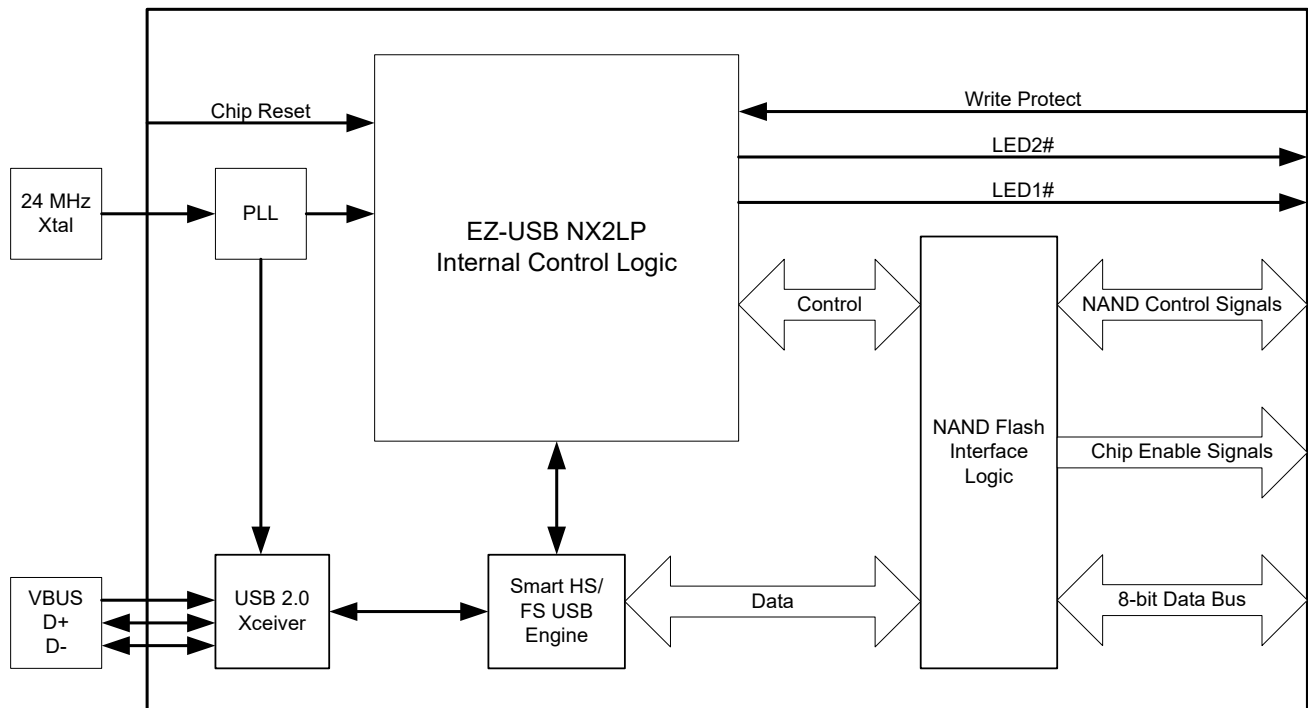 Chip Reset
Write Protect
LED2#
LED1#
24 MHz
Xtal
PLL
EZ-USB NX2LP
Internal Control Logic
Control
NAND Control Signals
NAND Flash
Interface
Logic
Chip Enable Signals
VBUS
D+
D-
USB 2.0
Xceiver
Smart HS/
FS USB
Engine
Data
8-bit Data Bus